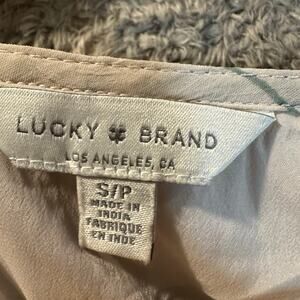 LUCKY BRAND
LOS ANGELES, CA
S/P
MADE IN
INDIA
FABRIQUE
EN INDE